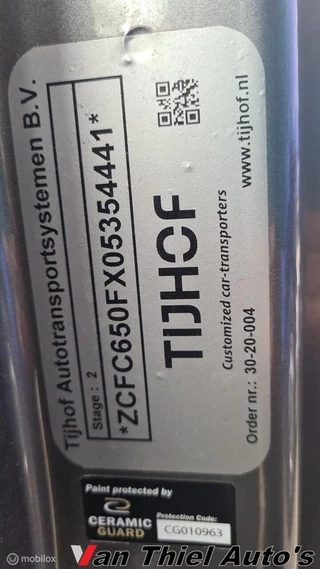 Tijhof Autotransportsystemen B.V.
Stage : 2
*ZCFC650FX05354441*
TIJHOF
Customized car-transporters
Order nr.: 30-20-004
www.tijhof.nl
Paint protected by
CERAMIC
GUARD
Protection Code:
CG010963
mobilox
Van Thiel Auto's